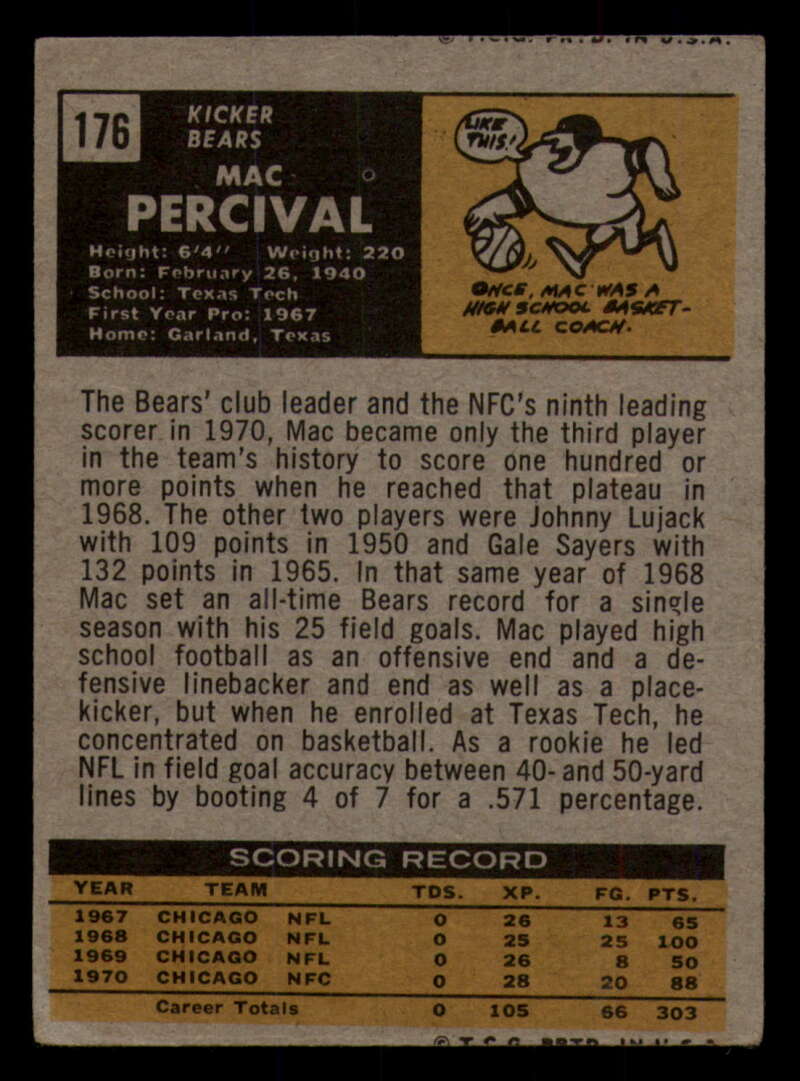 176
KICKER
BEARS
MAC
PERCIVAL
Height: 6'4" Weight: 220
Born: February 26, 1940
School: Texas Tech
First Year Pro: 1967
Home: Garland, Texas
LIKE
THIS!
ONCE, MAC WAS A
HIGH SCHOOL BASKET-
BALL COACH.
The Bears' club leader and the NFC's ninth leading
scorer in 1970, Mac became only the third player
in the team's history to score one hundred or
more points when he reached that plateau in
1968. The other two players were Johnny Lujack
with 109 points in 1950 and Gale Sayers with
132 points in 1965. In that same year of 1968
Mac set an all-time Bears record for a single
season with his 25 field goals. Mac played high
school football as an offensive end and a de-
fensive linebacker and end as well as a place-
kicker, but when he enrolled at Texas Tech, he
concentrated on basketball. As a rookie he led
NFL in field goal accuracy between 40- and 50-yard
lines by booting 4 of 7 for a .571 percentage.
SCORING RECORD
YEAR TEAM TDS. XP. FG. PTS.
1967 CHICAGO NFL 0 26 13 65
1968 CHICAGO NFL 0 25 25 100
1969 CHICAGO NFL 0 26 8 50
1970 CHICAGO NFC 0 28 20 88
Career Totals 0 105 66 303
© T.C.G. PRTD. IN U.S.A.